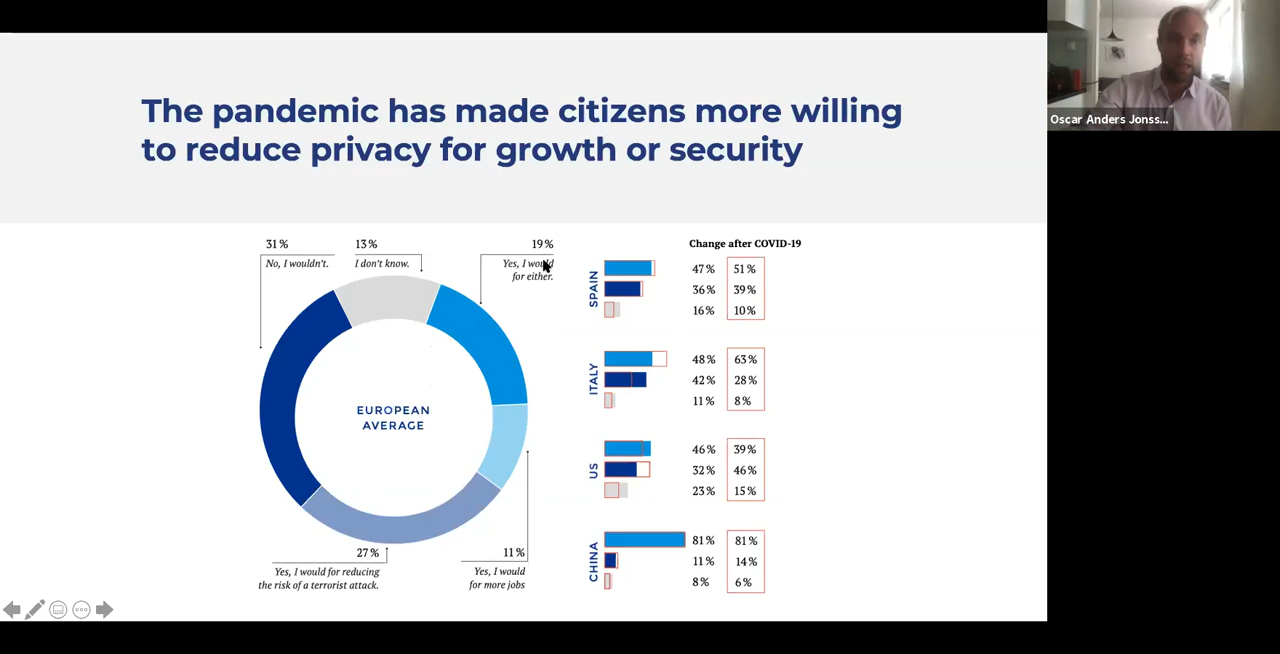 The pandemic has made citizens more willing
to reduce privacy for growth or security
Oscar Anders Jonss...
31 %
No, I wouldn't.
13 %
I don't know.
19 %
Yes, I would
for either.
EUROPEAN
AVERAGE
27 %
Yes, I would for reducing
the risk of a terrorist attack.
11 %
Yes, I would
for more jobs
Change after COVID-19
SPAIN
47 % 51 %
36 % 39 %
16 % 10 %
ITALY
48 % 63 %
42 % 28 %
11 % 8 %
US
46 % 39 %
32 % 46 %
23 % 15 %
CHINA
81 % 81 %
11 % 14 %
8 % 6 %